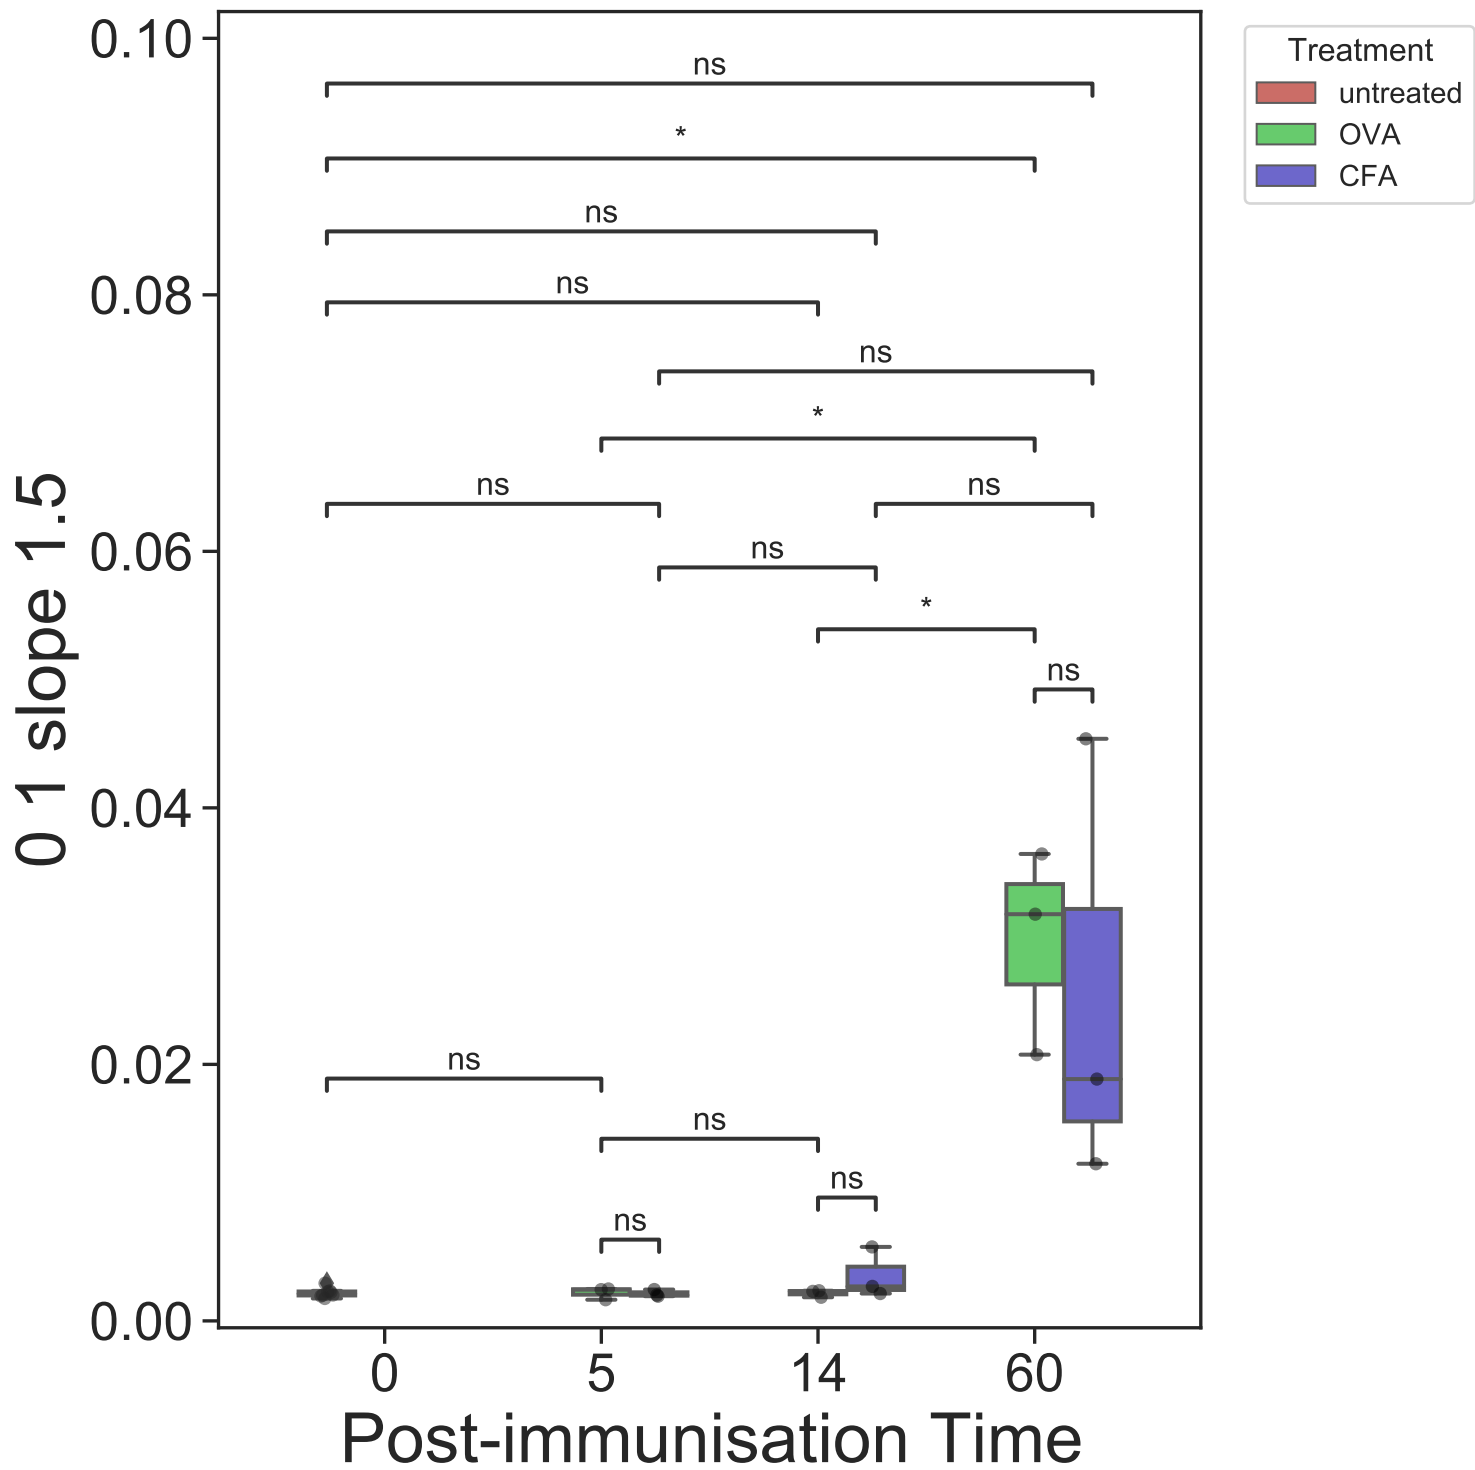 0.10
0.08
0.06
0.04
0.02
0.00
0 1 slope 1.5
ns
*
ns
ns
ns
*
ns
ns
ns
*
ns
ns
ns
ns
ns
0
5
14
60
Post-immunisation Time
Treatment
untreated
OVA
CFA